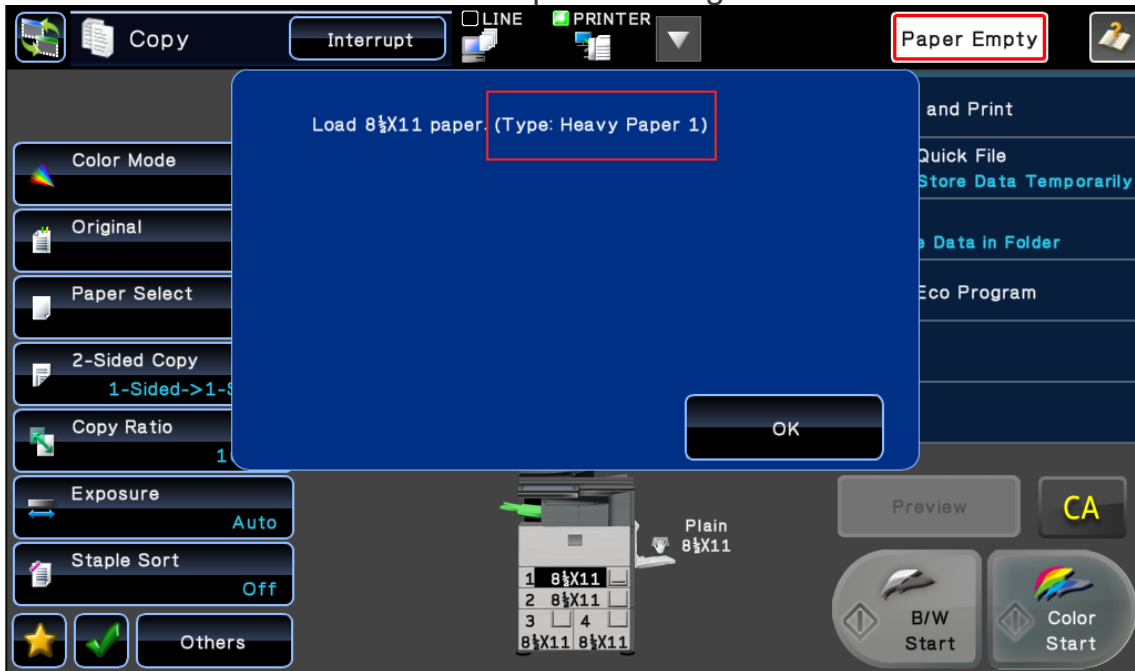 Copy
Interrupt
LINE
PRINTER
Paper Empty
Load 8½X11 paper. (Type: Heavy Paper 1)
OK
Color Mode
Original
Paper Select
2-Sided Copy
1-Sided->1-
Copy Ratio
1
Exposure
Auto
Staple Sort
Off
Others
and Print
Quick File
Store Data Temporarily
Data in Folder
Eco Program
Plain
8½X11
1 8½X11
2 8½X11
3 4
8½X11 8½X11
Preview
CA
B/W
Start
Color
Start